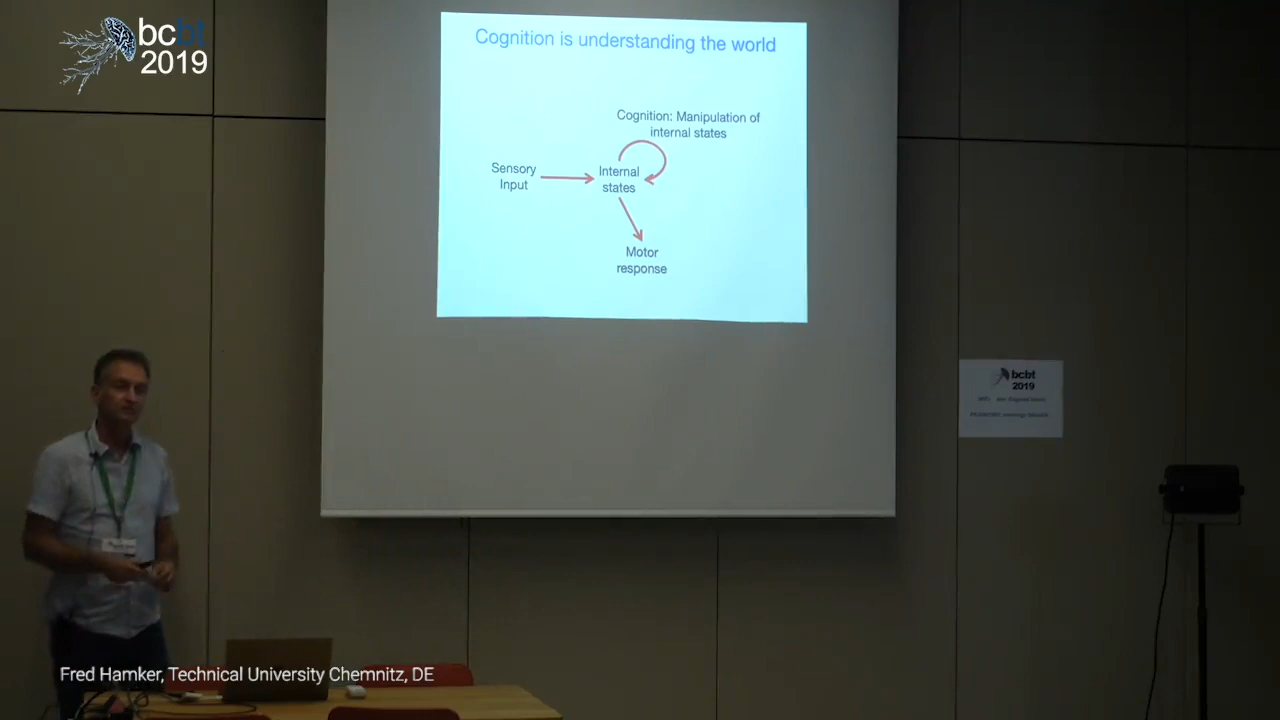 bcbt
2019
Cognition is understanding the world
Cognition: Manipulation of
internal states
Sensory
Input
Internal
states
Motor
response
bcbt
2019
Fred Hamker, Technical University Chemnitz, DE